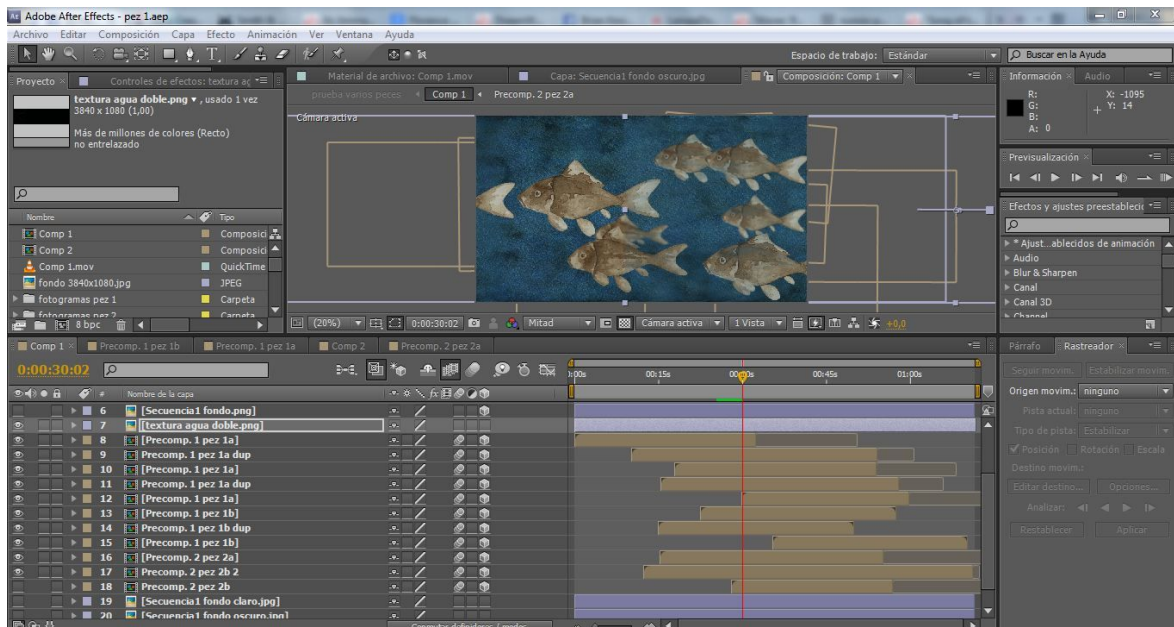 Adobe After Effects - pez 1.aep
Archivo Editar Composición Capa Efecto Animación Ver Ventana Ayuda
Espacio de trabajo: Estándar
Buscar en la Ayuda
Proyecto
Controles de efectos: textura ag
textura agua doble.png ▾ , usado 1 vez
3840 x 1080 (1,00)
Más de millones de colores (Recto)
no entrelazado
Nombre Tipo
Comp 1 Composici
Comp 2 Composici
Comp 1.mov QuickTime
fondo 3840x1080.jpg JPEG
fotogramas pez 1 Carpeta
fotogramas pez 2 Carpeta
8 bpc
Material de archivo: Comp 1.mov
Capa: Secuencia1 fondo oscuro.jpg
Composición: Comp 1
prueba varios peces Comp 1 Precomp. 2 pez 2a
Cámara activa
(20%) 0:00:30:02 Mitad Cámara activa 1 Vista +0,0
Información Audio
R: X: -1095
G: Y: 14
B:
A: 0
Previsualización
Efectos y ajustes preestableci
* Ajust...ablecidos de animación
Audio
Blur & Sharpen
Canal
Canal 3D
Channel
Comp 1 Precomp. 1 pez 1b Precomp. 1 pez 1a Comp 2 Precomp. 2 pez 2a
0:00:30:02
# Nombre de la capa
00:15s 00:45s 01:00s
6 [Secuencia1 fondo.png]
7 [textura agua doble.png]
8 [Precomp. 1 pez 1a]
9 Precomp. 1 pez 1a dup
10 [Precomp. 1 pez 1a]
11 Precomp. 1 pez 1a dup
12 [Precomp. 1 pez 1a]
13 [Precomp. 1 pez 1b]
14 Precomp. 1 pez 1b dup
15 [Precomp. 1 pez 1b]
16 [Precomp. 2 pez 2a]
17 Precomp. 2 pez 2b 2
18 Precomp. 2 pez 2b
19 [Secuencia1 fondo claro.jpg]
20 [Secuencia1 fondo oscuro.jpg]
Conmutar definidores / modos
Párrafo Rastreador
Seguir movim. Estabilizar movim.
Origen movim.: ninguno
Pista actual: ninguno
Tipo de pista: Estabilizar
Posición Rotación Escala
Destino movim.:
Editar destino... Opciones...
Analizar:
Restablecer Aplicar